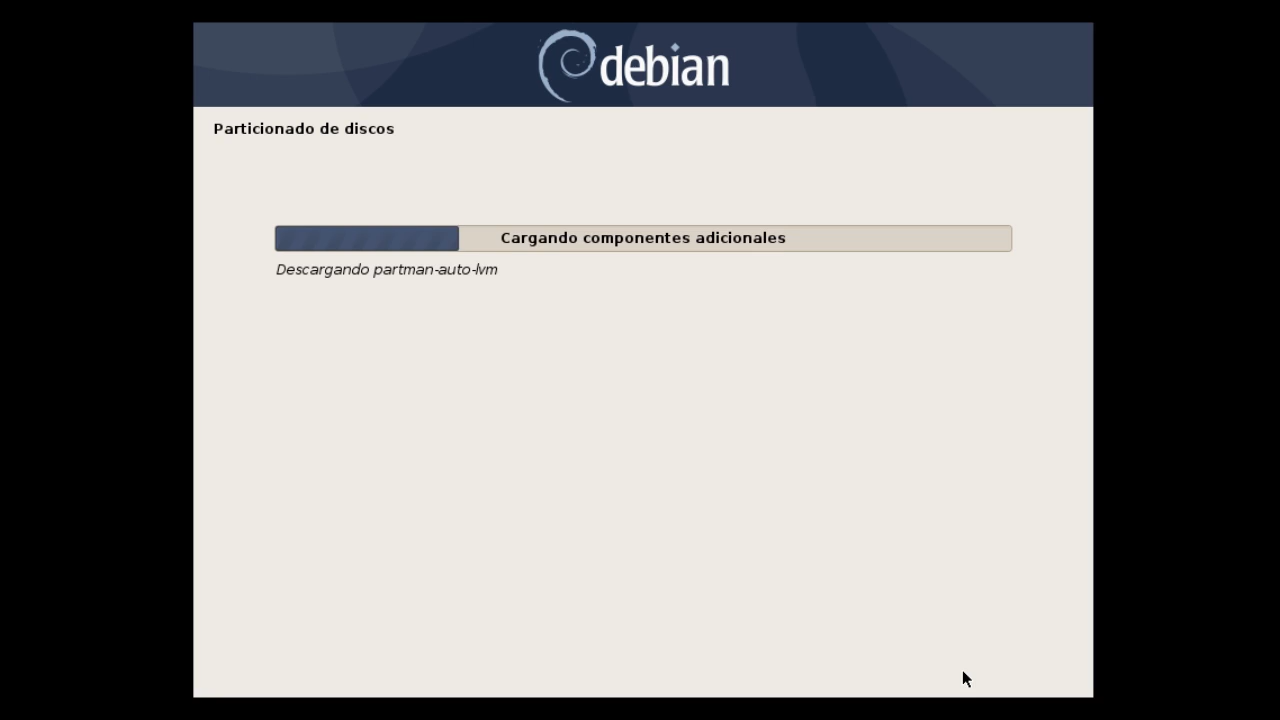 debian
Particionado de discos
Cargando componentes adicionales
Descargando partman-auto-lvm